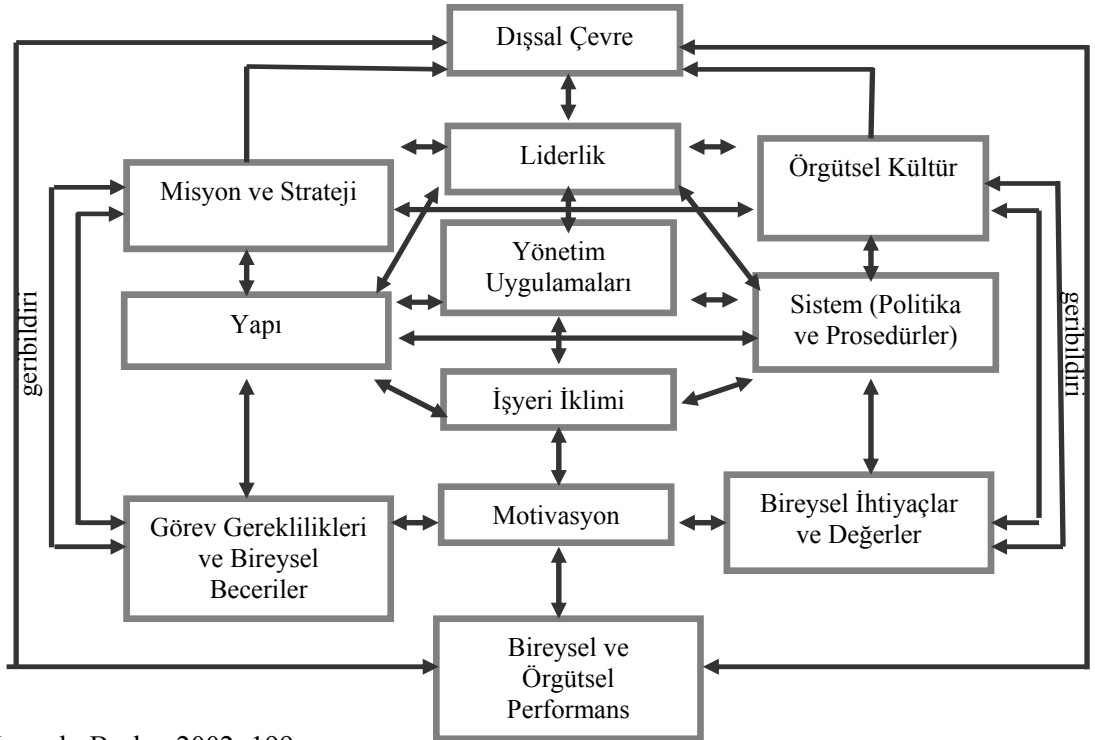 Dışsal Çevre
Liderlik
Misyon ve Strateji
Örgütsel Kültür
Yönetim
Uygulamaları
Yapı
Sistem (Politika
ve Prosedürler)
geribildiri
geribildiri
İşyeri İklimi
Görev Gereklilikleri
ve Bireysel
Beceriler
Motivasyon
Bireysel İhtiyaçlar
ve Değerler
Bireysel ve
Örgütsel
Performans